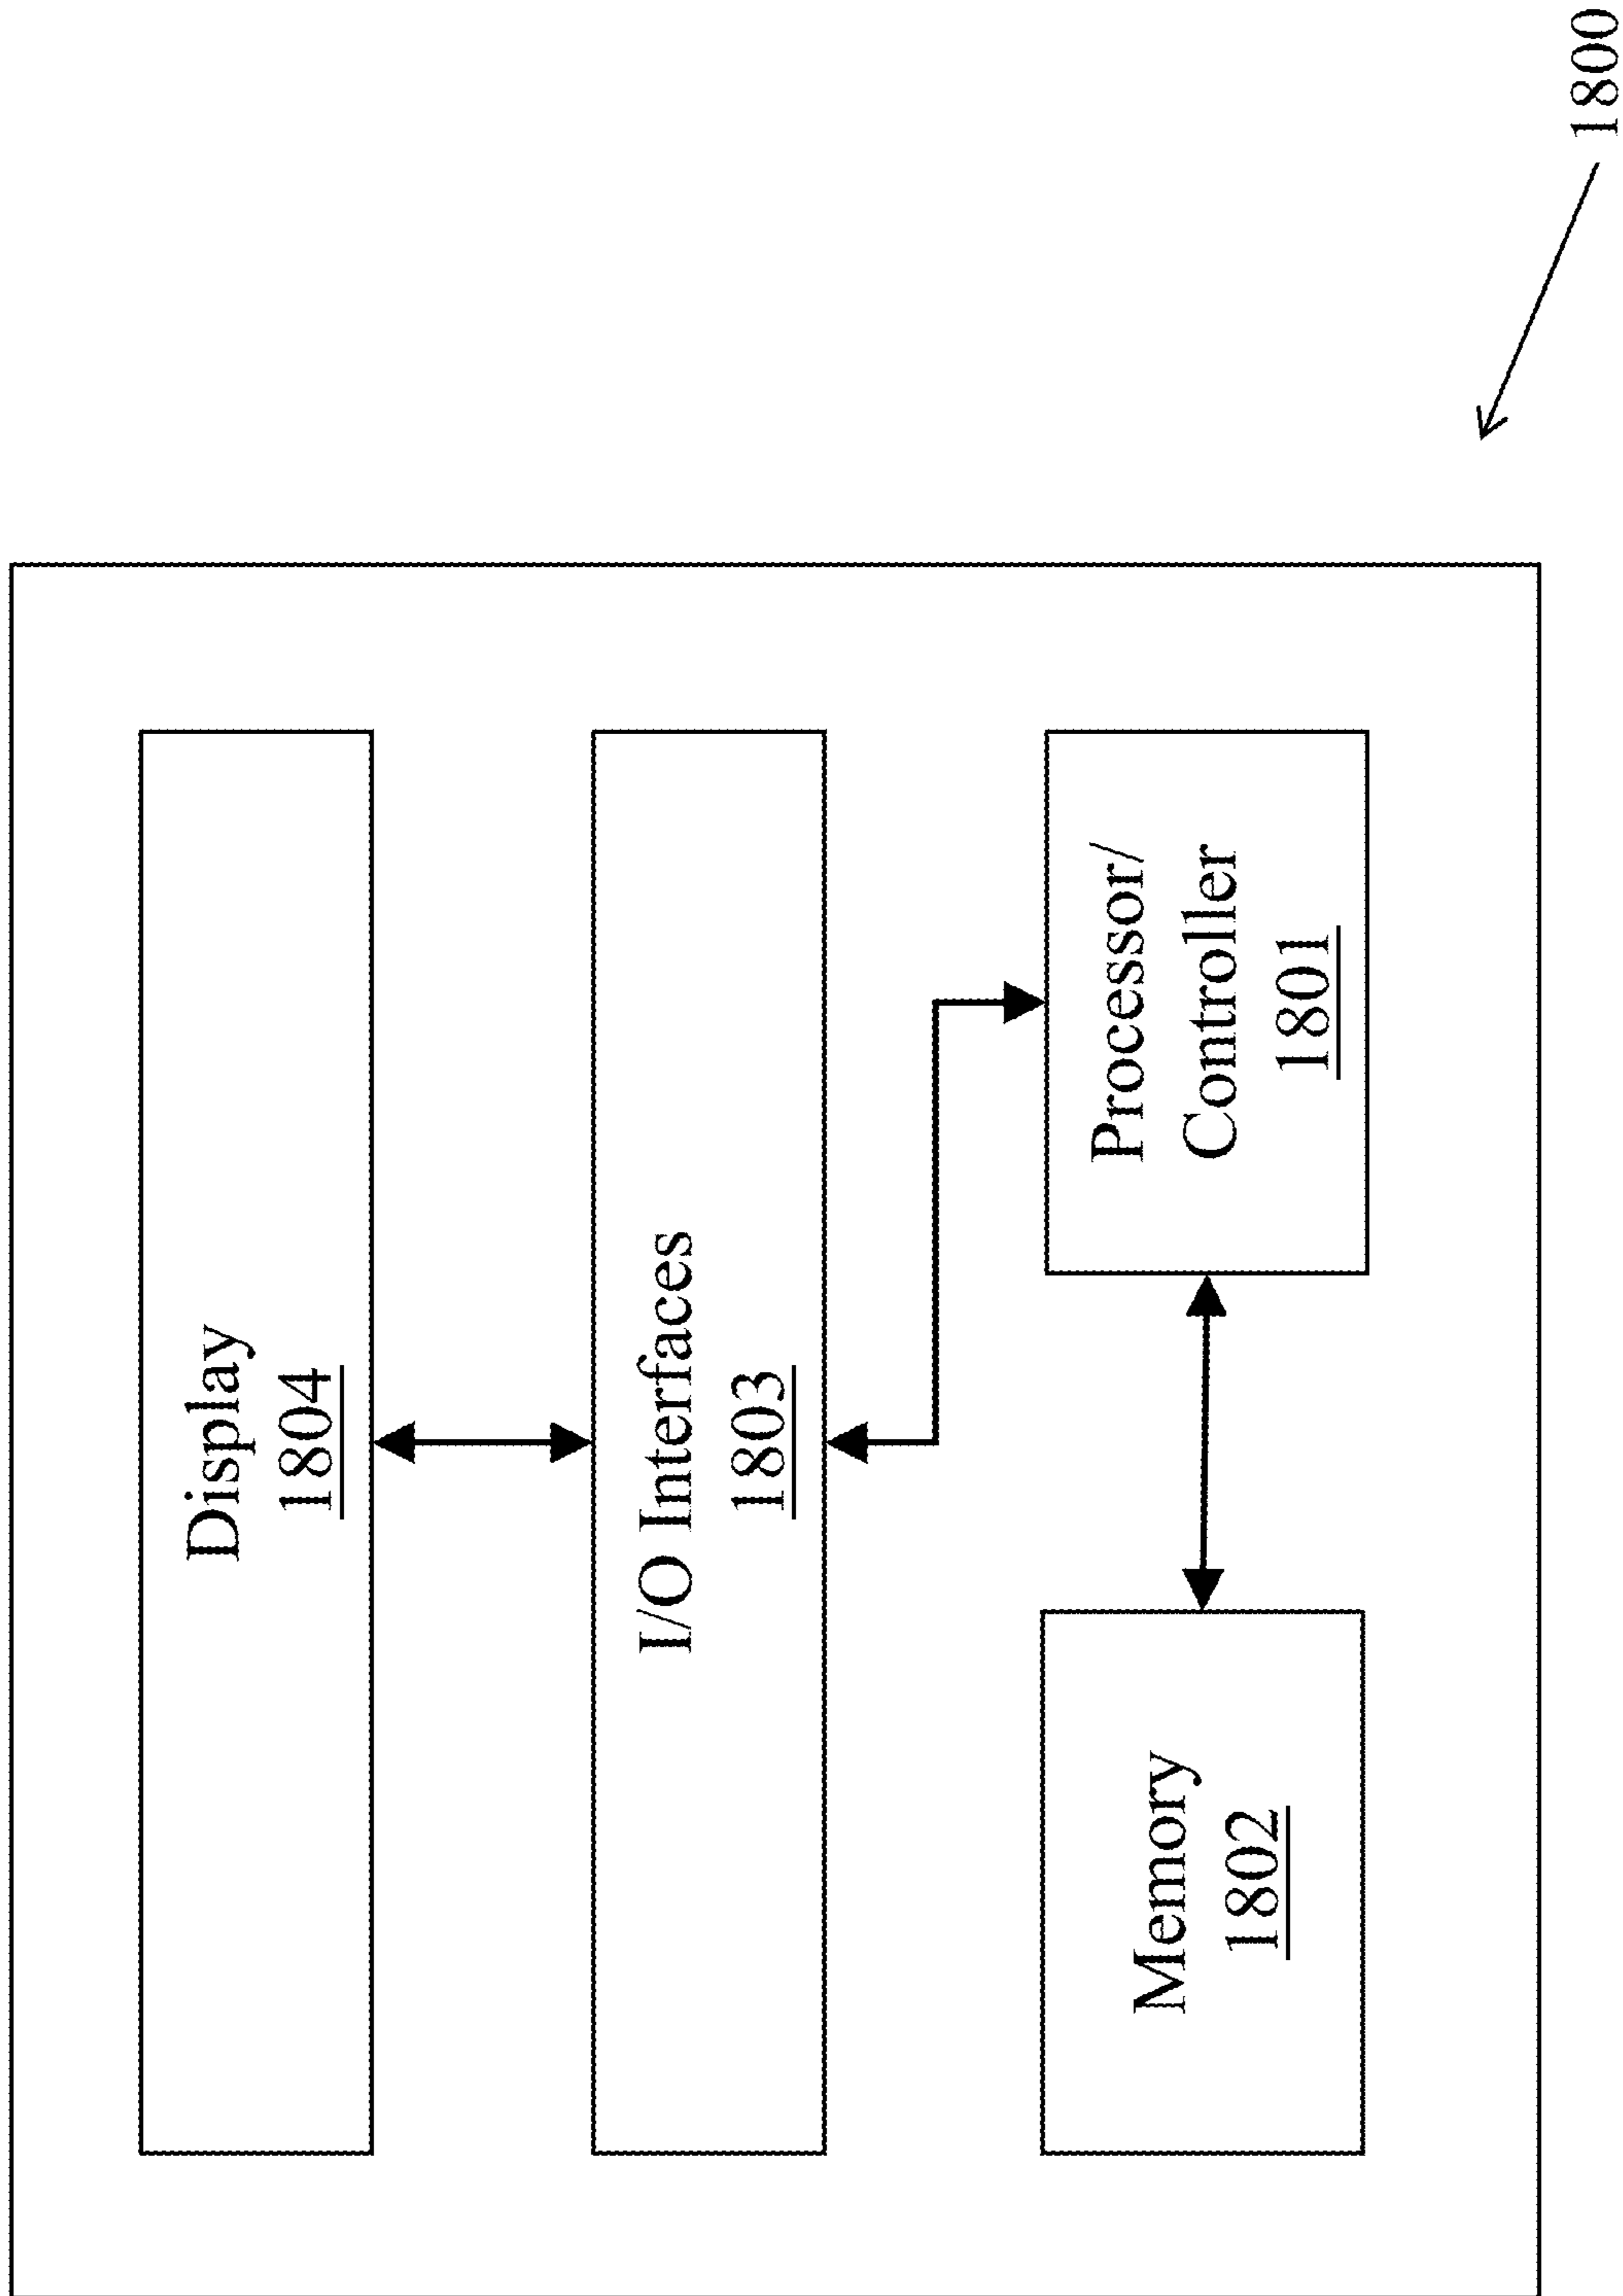 Display
1804
I/O Interfaces
1803
Memory
1802
Processor/
Controller
1801
1800